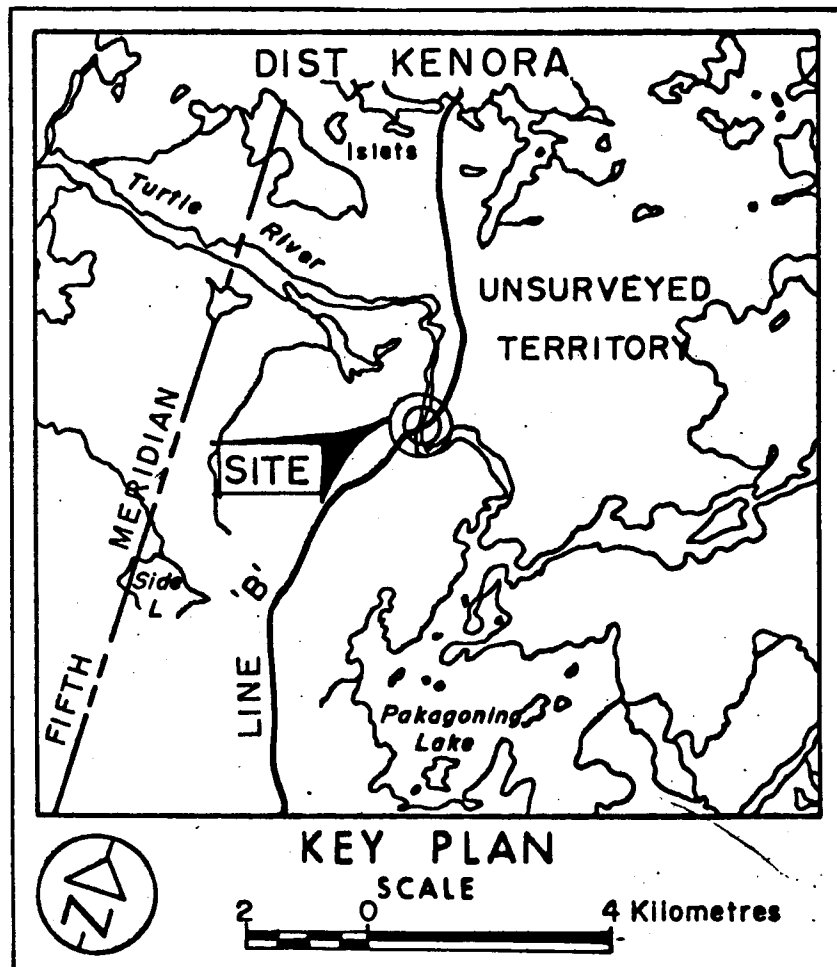 DIST KENORA
Islets
Turtle
River
UNSURVEYED
TERRITORY
SITE
FIFTH MERIDIAN
Side
L
LINE 'B'
Pakagoning
Lake
KEY PLAN
SCALE
2 0 4 Kilometres
N